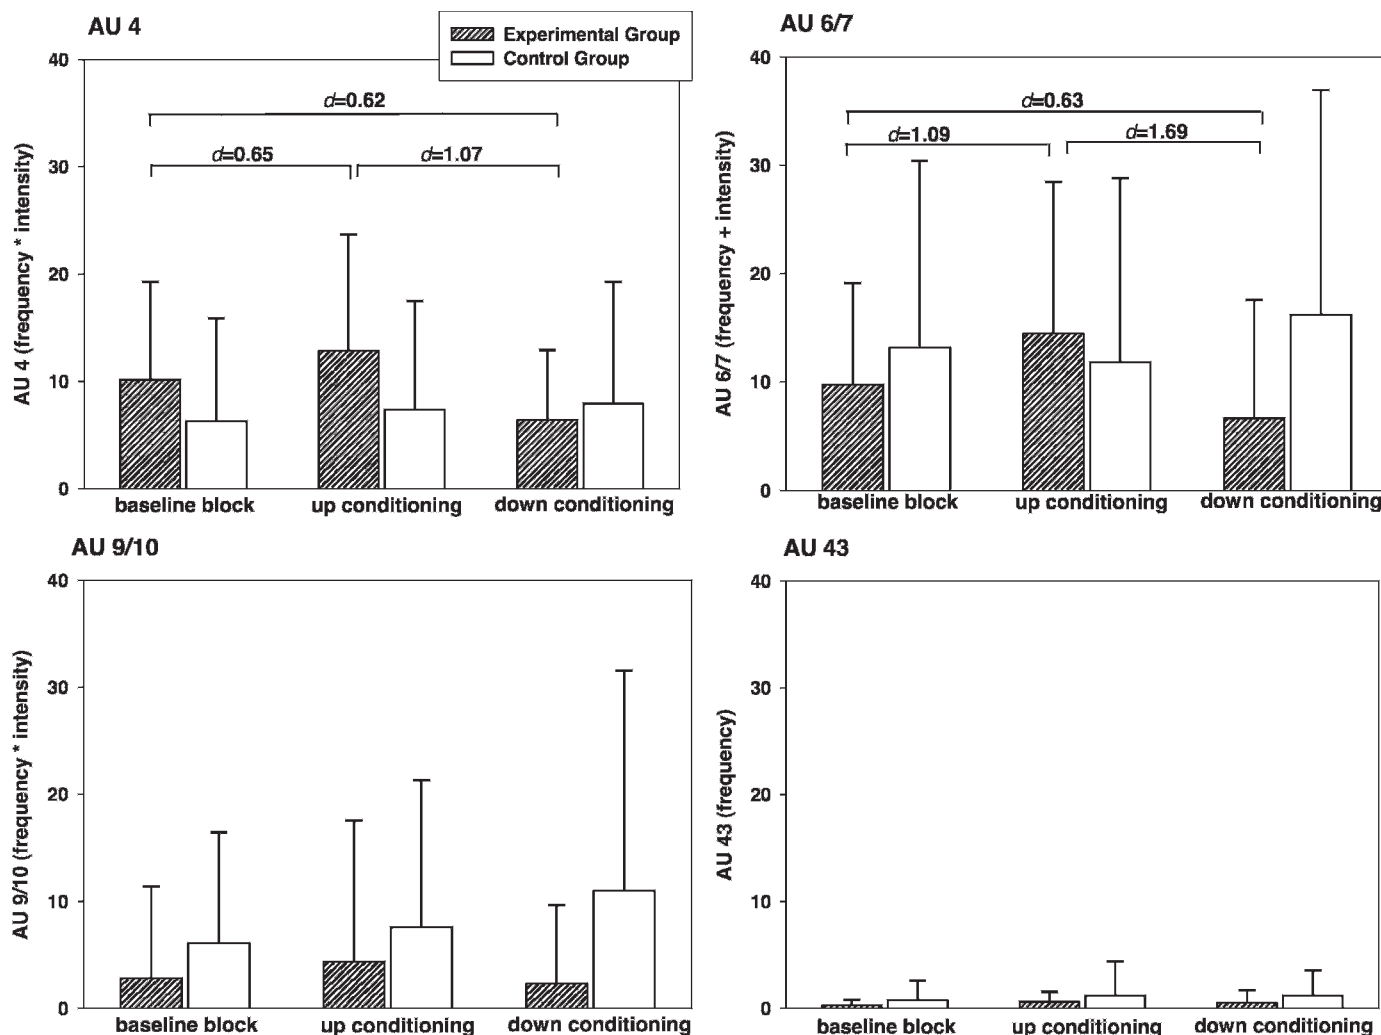 AU 4
Experimental Group
Control Group
40
30
20
10
0
AU 4 (frequency * intensity)
d=0.62
d=0.65
d=1.07
baseline block
up conditioning
down conditioning
AU 6/7
40
30
20
10
0
AU 6/7 (frequency + intensity)
d=0.63
d=1.09
d=1.69
baseline block
up conditioning
down conditioning
AU 9/10
40
30
20
10
0
AU 9/10 (frequency * intensity)
baseline block
up conditioning
down conditioning
AU 43
40
30
20
10
0
AU 43 (frequency)
baseline block
up conditioning
down conditioning